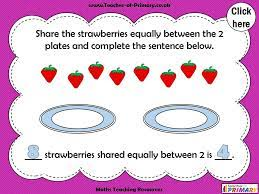 www.Teacher-of-Primary.co.uk
Click
here
Share the strawberries equally between the 2
plates and complete the sentence below.
8 strawberries shared equally between 2 is 4.
Maths Teaching Resources
PRIMARY